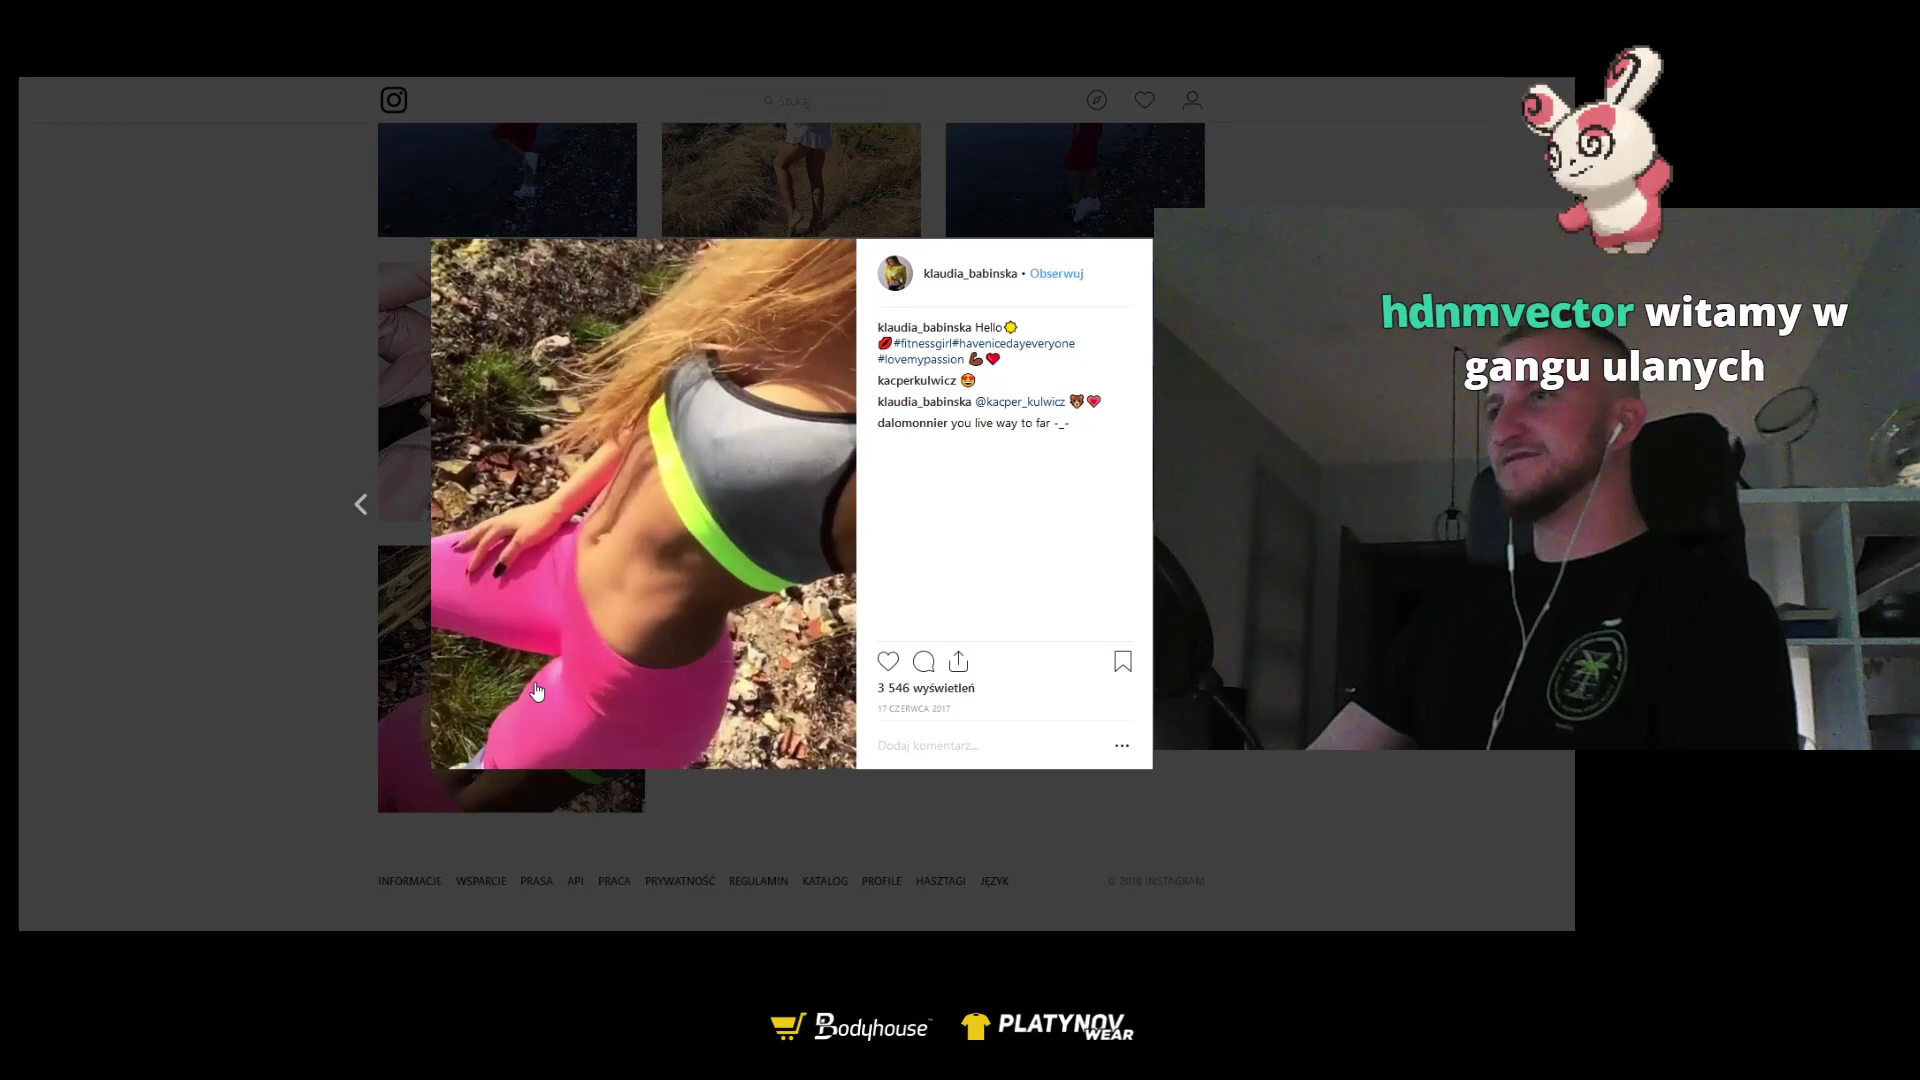 Szukaj
klaudia_babinska • Obserwuj
klaudia_babinska Hello
#fitnessgirl#havenicedayeveryone
#lovemypassion
kacperkulwicz
klaudia_babinska @kacper_kulwicz
dalomonnier you live way to far -_-
3 546 wyświetleń
17 CZERWCA 2017
Dodaj komentarz...
hdnmvector witamy w
gangu ulanych
INFORMACJE WSPARCIE PRASA API PRACA PRYWATNOŚĆ REGULAMIN KATALOG PROFILE HASZTAGI JĘZYK © 2018 INSTAGRAM
Bodyhouse™ PLATYNOV
WEAR